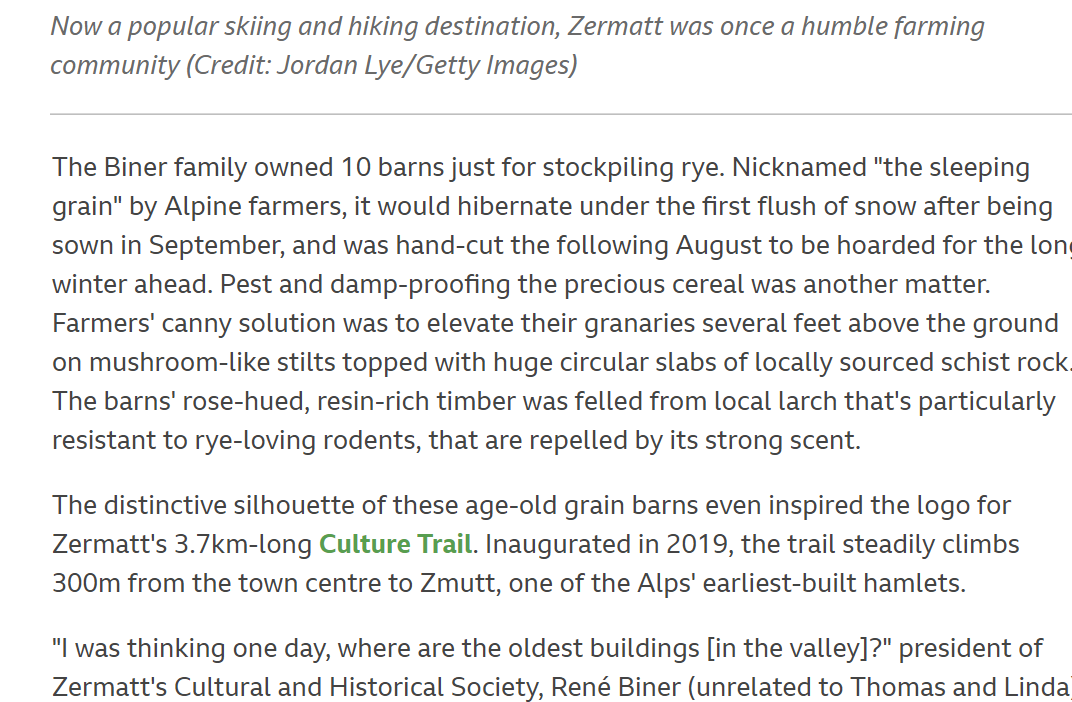 Now a popular skiing and hiking destination, Zermatt was once a humble farming
community (Credit: Jordan Lye/Getty Images)
The Biner family owned 10 barns just for stockpiling rye. Nicknamed "the sleeping
grain" by Alpine farmers, it would hibernate under the first flush of snow after being
sown in September, and was hand-cut the following August to be hoarded for the long
winter ahead. Pest and damp-proofing the precious cereal was another matter.
Farmers' canny solution was to elevate their granaries several feet above the ground
on mushroom-like stilts topped with huge circular slabs of locally sourced schist rock.
The barns' rose-hued, resin-rich timber was felled from local larch that's particularly
resistant to rye-loving rodents, that are repelled by its strong scent.
The distinctive silhouette of these age-old grain barns even inspired the logo for
Zermatt's 3.7km-long Culture Trail. Inaugurated in 2019, the trail steadily climbs
300m from the town centre to Zmutt, one of the Alps' earliest-built hamlets.
"I was thinking one day, where are the oldest buildings [in the valley]?" president of
Zermatt's Cultural and Historical Society, René Biner (unrelated to Thomas and Linda)